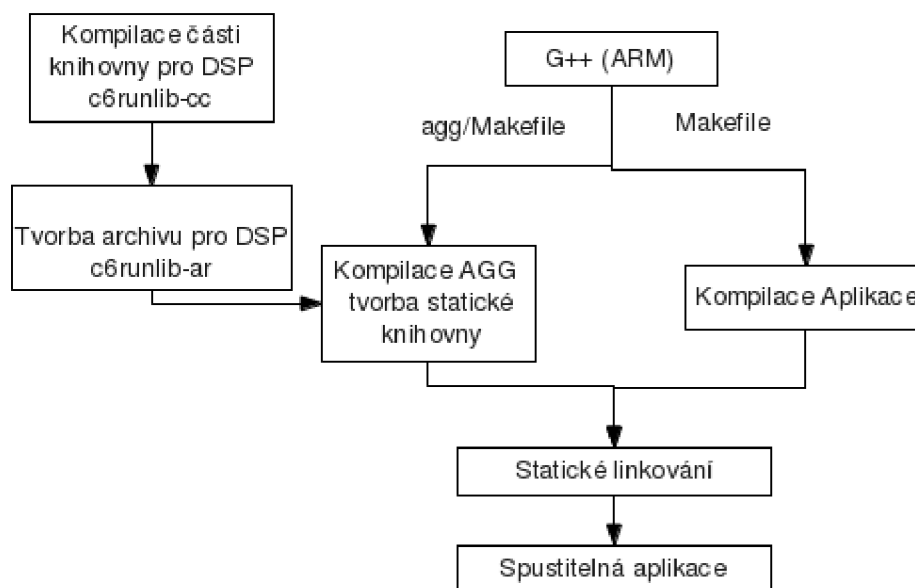 Kompilace části
knihovny pro DSP
c6runlib-cc
G++ (ARM)
agg/Makefile
Makefile
Tvorba archivu pro DSP
c6runlib-ar
Kompilace AGG
tvorba statické
knihovny
Kompilace Aplikace
Statické linkování
Spustitelná aplikace